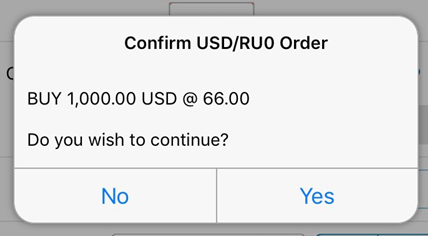 Confirm USD/RU0 Order
BUY 1,000.00 USD @ 66.00
Do you wish to continue?
No
Yes